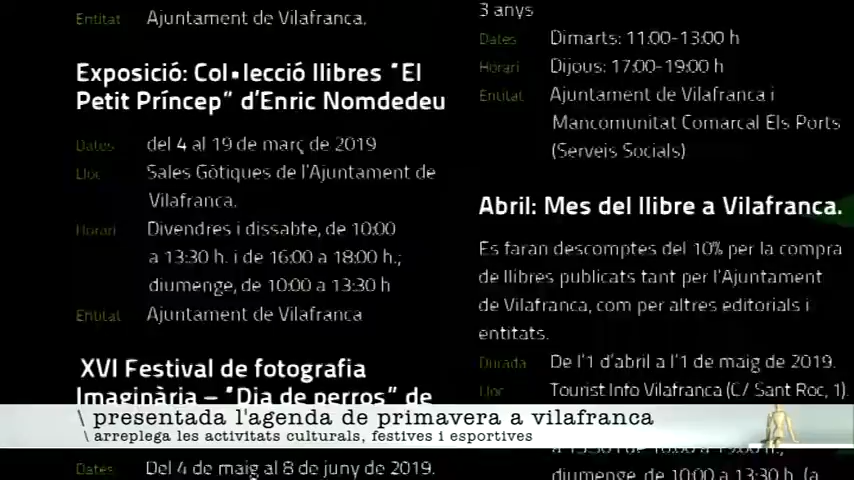 Entitat Ajuntament de Vilafranca.
Exposició: Col•lecció llibres "El
Petit Príncep" d'Enric Nomdedeu
Dates del 4 al 19 de març de 2019
Lloc Sales Gòtiques de l'Ajuntament de
Vilafranca.
Horari Divendres i dissabte, de 10:00
a 13:30 h. i de 16:00 a 18:00 h.;
diumenge, de 10:00 a 13:30 h
Entitat Ajuntament de Vilafranca
XVI Festival de fotografia
Imaginària – "Dia de perros" de
Dates Del 4 de maig al 8 de juny de 2019.
3 anys
Dates Dimarts: 11:00-13:00 h
Horari Dijous: 17:00-19:00 h
Entitat Ajuntament de Vilafranca i
Mancomunitat Comarcal Els Ports
(Serveis Socials)
Abril: Mes del llibre a Vilafranca.
Es faran descomptes del 10% per la compra
de llibres publicats tant per l'Ajuntament
de Vilafranca, com per altres editorials i
entitats.
Durada De l'1 d'abril a l'1 de maig de 2019.
Lloc Tourist Info Vilafranca (C/ Sant Roc, 1).
a 13:30 h. i de 16:00 a 19:00 h.;
diumenge, de 10:00 a 13:30 h. (a
\ presentada l'agenda de primavera a vilafranca
\ arreplega les activitats culturals, festives i esportives